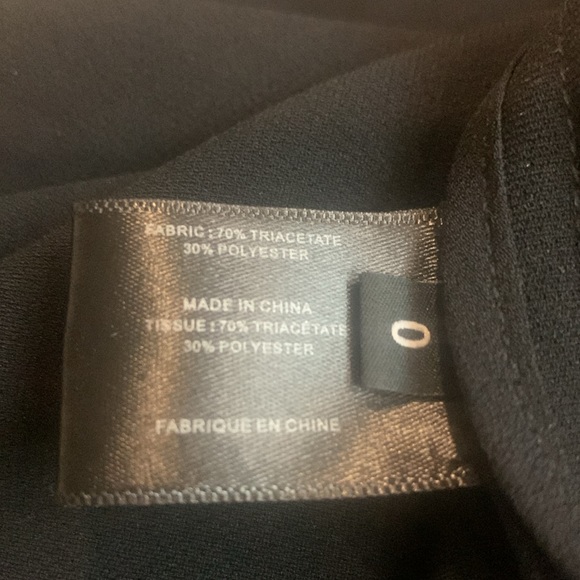 FABRIC : 70% TRIACETATE
30% POLYESTER
MADE IN CHINA
TISSUE : 70% TRIACÉTATE
30% POLYESTER
FABRIQUE EN CHINE
0